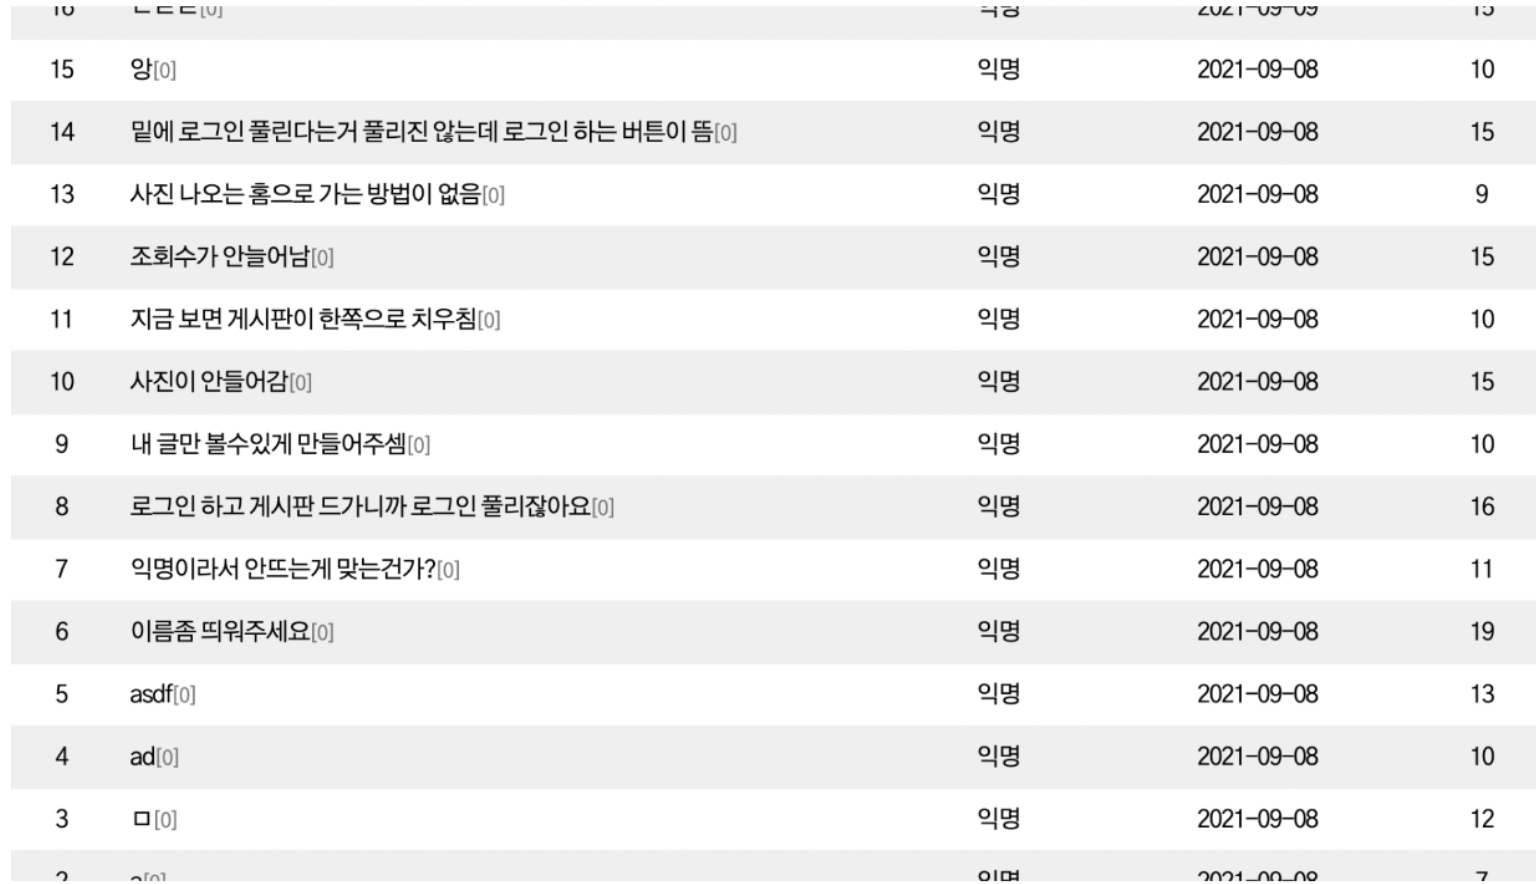 16 [0] 익명 2021-09-09 15
15 앙[0] 익명 2021-09-08 10
14 밑에 로그인 풀린다는거 풀리진 않는데 로그인 하는 버튼이 뜸[0] 익명 2021-09-08 15
13 사진 나오는 홈으로 가는 방법이 없음[0] 익명 2021-09-08 9
12 조회수가 안늘어남[0] 익명 2021-09-08 15
11 지금 보면 게시판이 한쪽으로 치우침[0] 익명 2021-09-08 10
10 사진이 안들어감[0] 익명 2021-09-08 15
9 내 글만 볼수있게 만들어주셈[0] 익명 2021-09-08 10
8 로그인 하고 게시판 드가니까 로그인 풀리잖아요[0] 익명 2021-09-08 16
7 익명이라서 안뜨는게 맞는건가?[0] 익명 2021-09-08 11
6 이름좀 띄워주세요[0] 익명 2021-09-08 19
5 asdf[0] 익명 2021-09-08 13
4 ad[0] 익명 2021-09-08 10
3 ㅁ[0] 익명 2021-09-08 12
2 a[0] 익명 2021-09-08 7